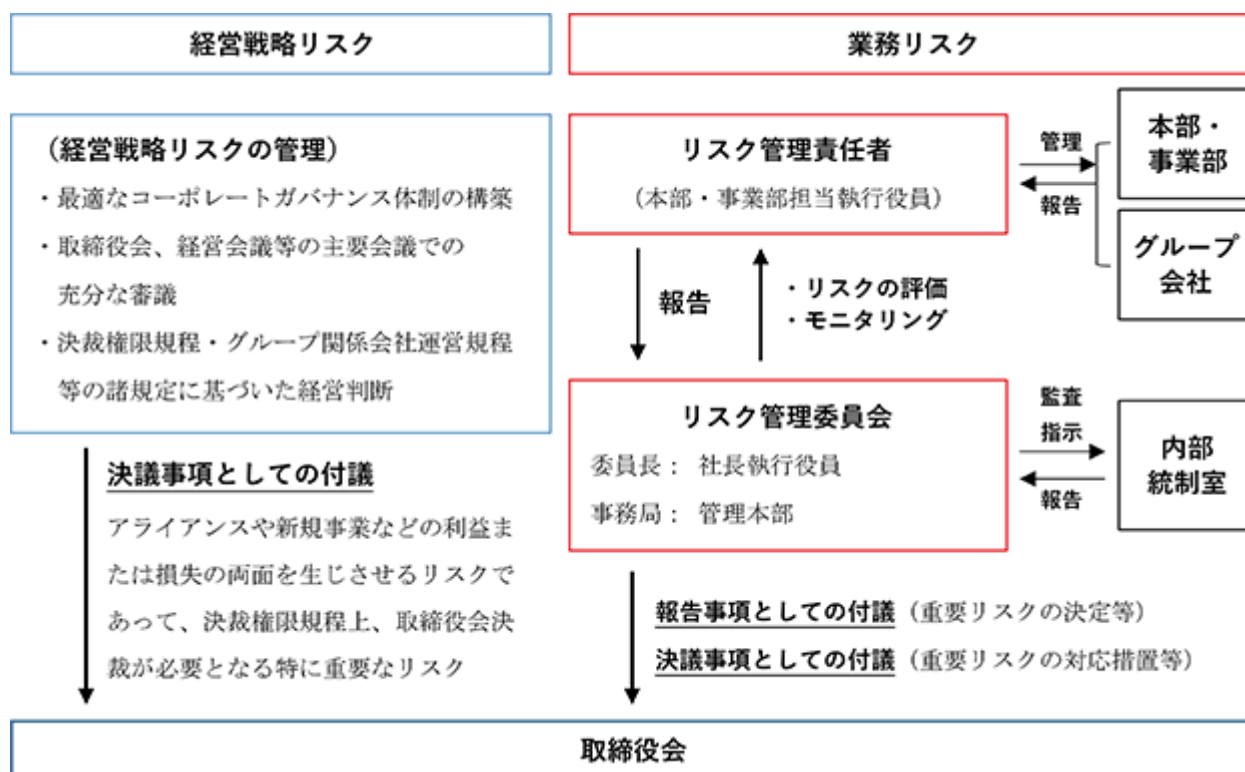 経営戦略リスク
業務リスク
（経営戦略リスクの管理）
・最適なコーポレートガバナンス体制の構築
・取締役会、経営会議等の主要会議での
充分な審議
・決裁権限規程・グループ関係会社運営規程
等の諸規定に基づいた経営判断
リスク管理責任者
（本部・事業部担当執行役員）
管理
報告
本部・
事業部
グループ
会社
報告
・リスクの評価
・モニタリング
リスク管理委員会
委員長： 社長執行役員
事務局： 管理本部
監査
指示
報告
内部
統制室
決議事項としての付議
アライアンスや新規事業などの利益ま
たは損失の両面を生じさせるリスクで
あって、決裁権限規程上、取締役会決
裁が必要となる特に重要なリスク
報告事項としての付議（重要リスクの決定等）
決議事項としての付議（重要リスクの対応措置等）
取締役会